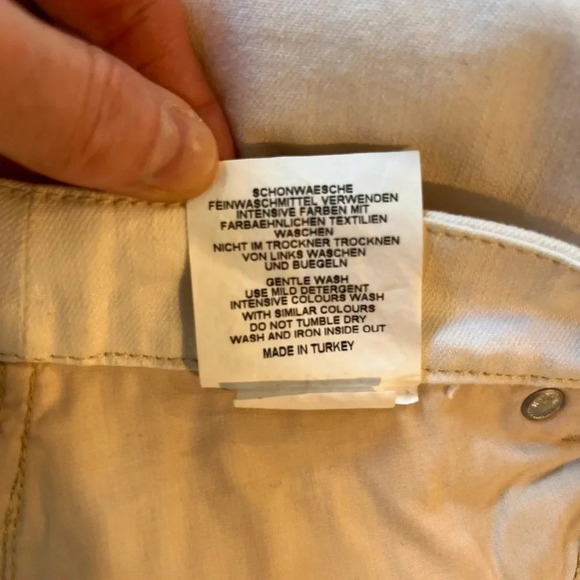 SCHONWAESCHE
FEINWASCHMITTEL VERWENDEN
INTENSIVE FARBEN MIT
FARBAEHNLICHEN TEXTILIEN
WASCHEN
NICHT IM TROCKNER TROCKNEN
VON LINKS WASCHEN
UND BUEGELN
GENTLE WASH
USE MILD DETERGENT
INTENSIVE COLOURS WASH
WITH SIMILAR COLOURS
DO NOT TUMBLE DRY
WASH AND IRON INSIDE OUT
MADE IN TURKEY